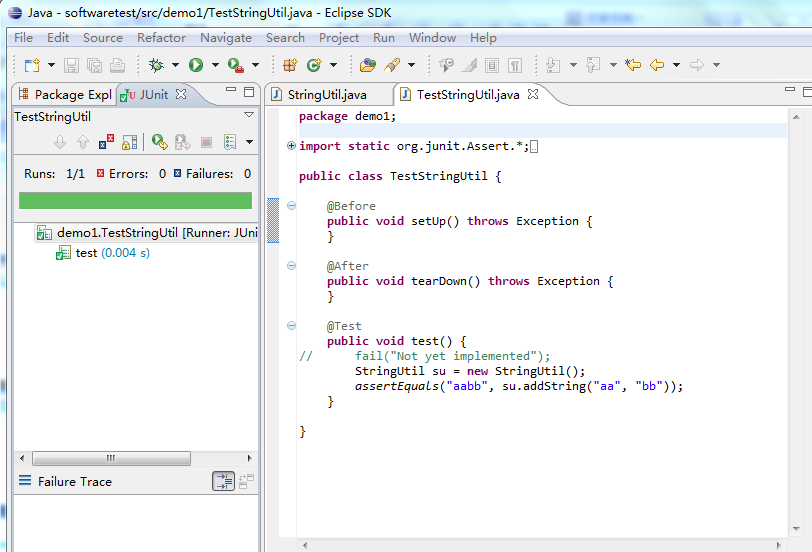 Java - softwaretest/src/demo1/TestStringUtil.java - Eclipse SDK
File Edit Source Refactor Navigate Search Project Run Window Help
Package Expl JUnit
StringUtil.java TestStringUtil.java
TestStringUtil
Runs: 1/1 Errors: 0 Failures: 0
demo1.TestStringUtil [Runner: JUni
test (0.004 s)
Failure Trace
package demo1;
import static org.junit.Assert.*;
public class TestStringUtil {
@Before
public void setUp() throws Exception {
}
@After
public void tearDown() throws Exception {
}
@Test
public void test() {
// fail("Not yet implemented");
StringUtil su = new StringUtil();
assertEquals("aabb", su.addString("aa", "bb"));
}
}